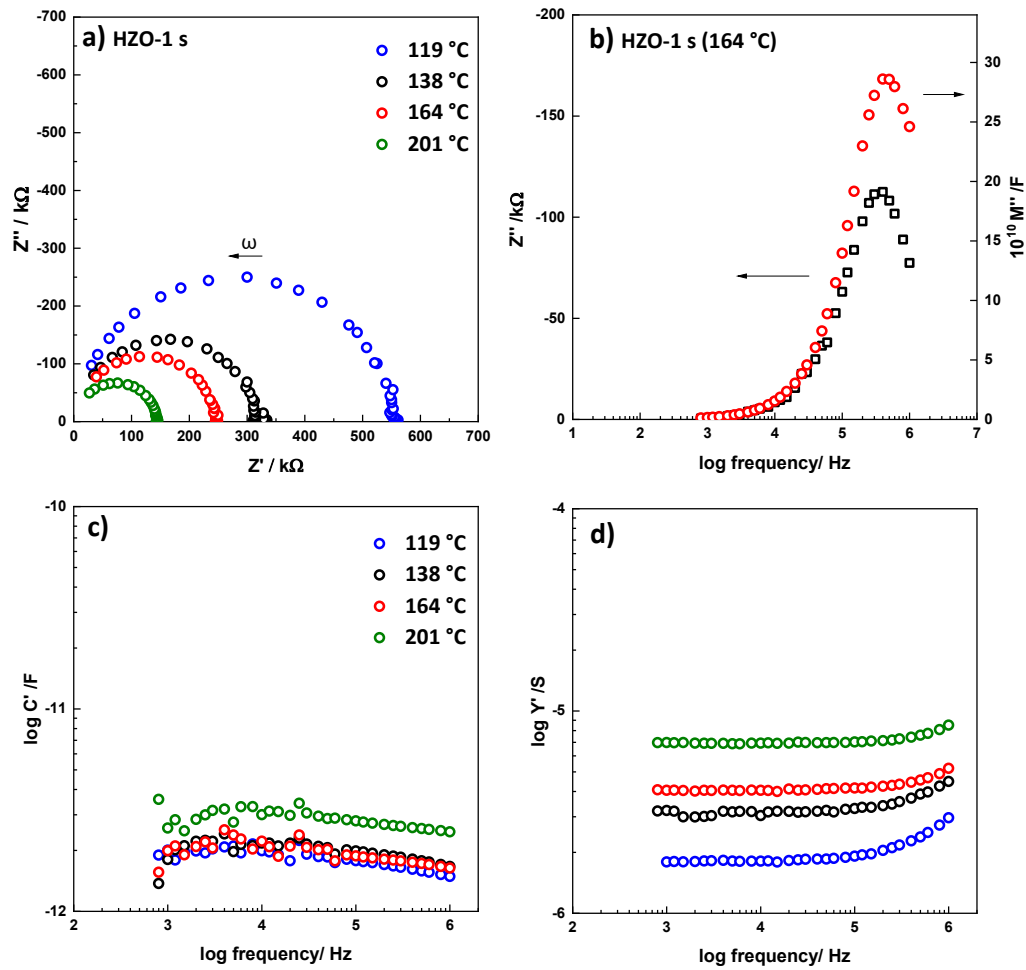 a) HZO-1 s
119 °C
138 °C
164 °C
201 °C
ω
-700
-600
-500
-400
-300
-200
-100
0
0 100 200 300 400 500 600 700
Z'' / kΩ
Z' / kΩ
b) HZO-1 s (164 °C)
-200
-150
-100
-50
0
30
25
20
15
10
5
0
1 2 3 4 5 6 7
Z'' /kΩ
10¹⁰ M'' /F
log frequency/ Hz
c)
119 °C
138 °C
164 °C
201 °C
-10
-11
-12
2 3 4 5 6
log C' /F
log frequency/ Hz
d)
-4
-5
-6
2 3 4 5 6
log Y' /S
log frequency/ Hz